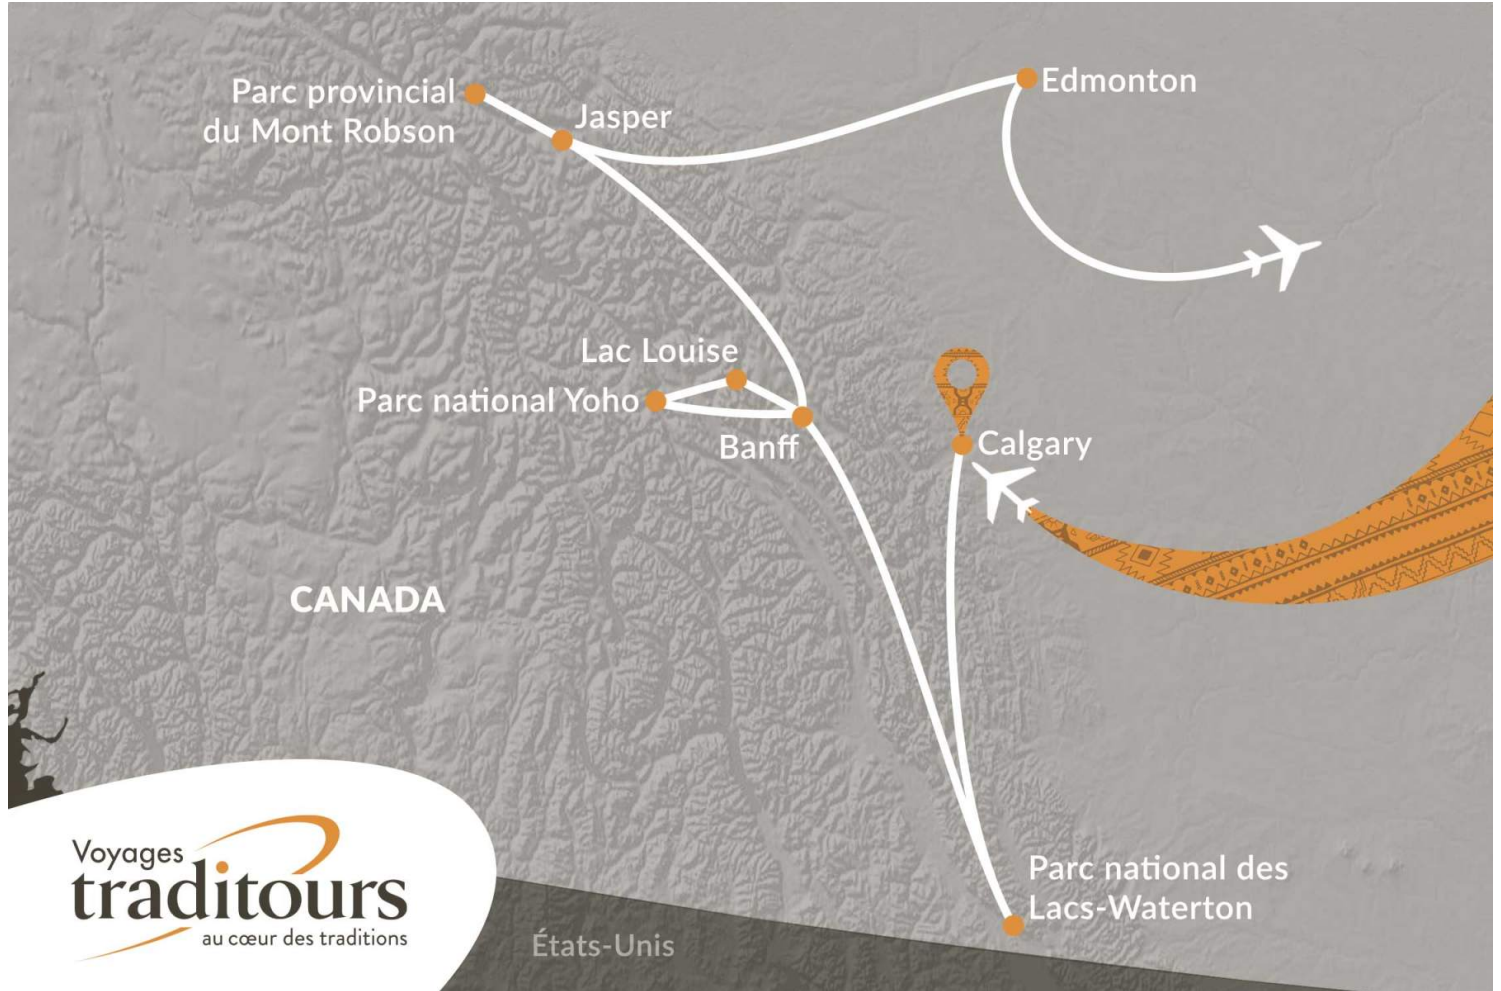 Parc provincial
du Mont Robson
Jasper
Edmonton
Lac Louise
Parc national Yoho
Banff
Calgary
CANADA
Parc national des
Lacs-Waterton
États-Unis
Voyages
traditours
au cœur des traditions